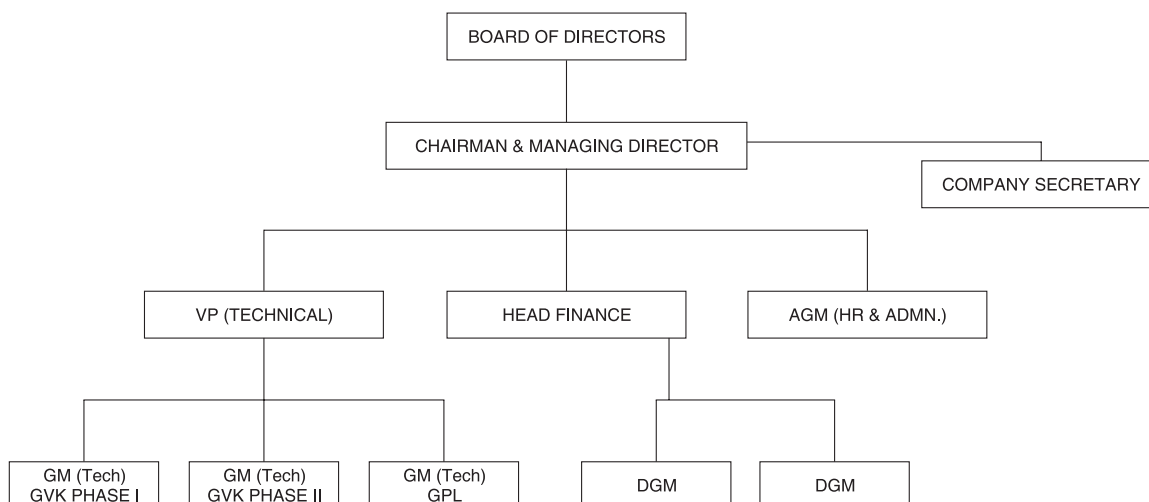 BOARD OF DIRECTORS
CHAIRMAN & MANAGING DIRECTOR
COMPANY SECRETARY
VP (TECHNICAL)
HEAD FINANCE
AGM (HR & ADMN.)
GM (Tech)
GVK PHASE I
GM (Tech)
GVK PHASE II
GM (Tech)
GPL
DGM
DGM